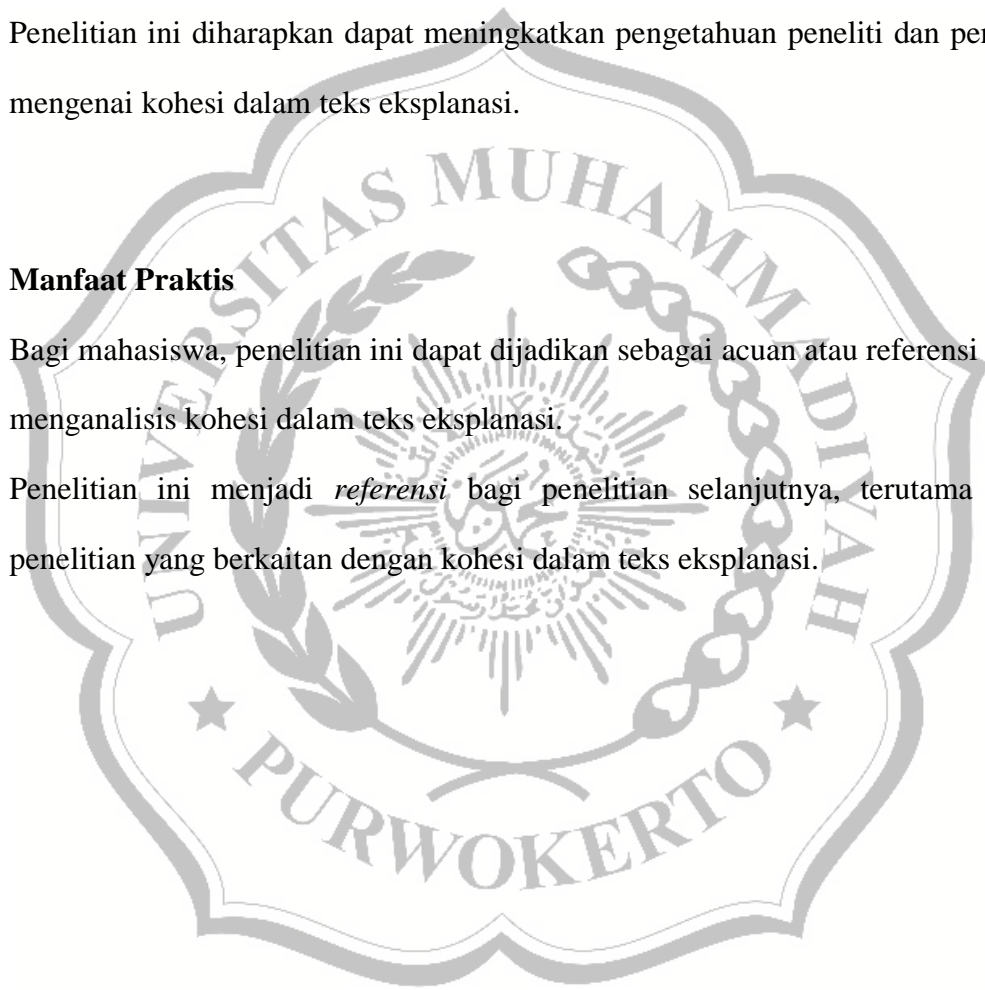 Penelitian ini diharapkan dapat meningkatkan pengetahuan peneliti dan
mengenai kohesi dalam teks eksplanasi.
Manfaat Praktis
Bagi mahasiswa, penelitian ini dapat dijadikan sebagai acuan atau referensi
menganalisis kohesi dalam teks eksplanasi.
Penelitian ini menjadi referensi bagi penelitian selanjutnya, terutama
penelitian yang berkaitan dengan kohesi dalam teks eksplanasi.
UNIVERSITAS MUHAMMADIYAH
PURWOKERTO